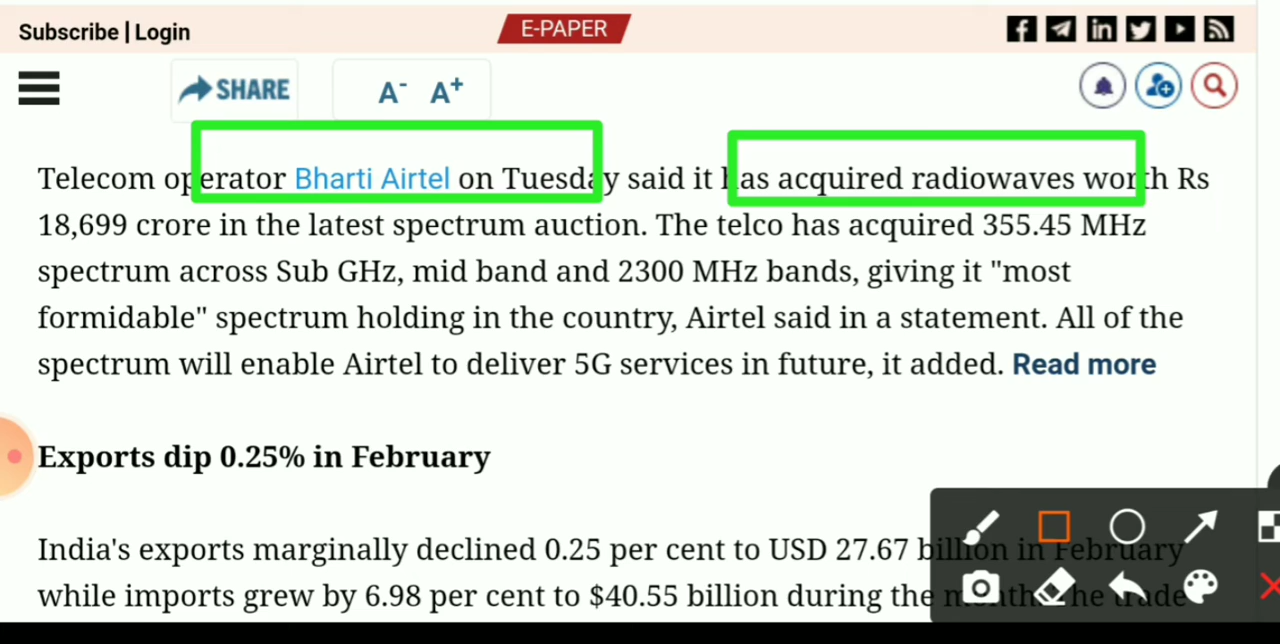 Subscribe | Login
E-PAPER
SHARE
A- A+
Telecom operator Bharti Airtel on Tuesday said it has acquired radiowaves worth Rs
18,699 crore in the latest spectrum auction. The telco has acquired 355.45 MHz
spectrum across Sub GHz, mid band and 2300 MHz bands, giving it "most
formidable" spectrum holding in the country, Airtel said in a statement. All of the
spectrum will enable Airtel to deliver 5G services in future, it added. Read more
Exports dip 0.25% in February
India's exports marginally declined 0.25 per cent to USD 27.67 billion in February
while imports grew by 6.98 per cent to $40.55 billion during the month. The trade